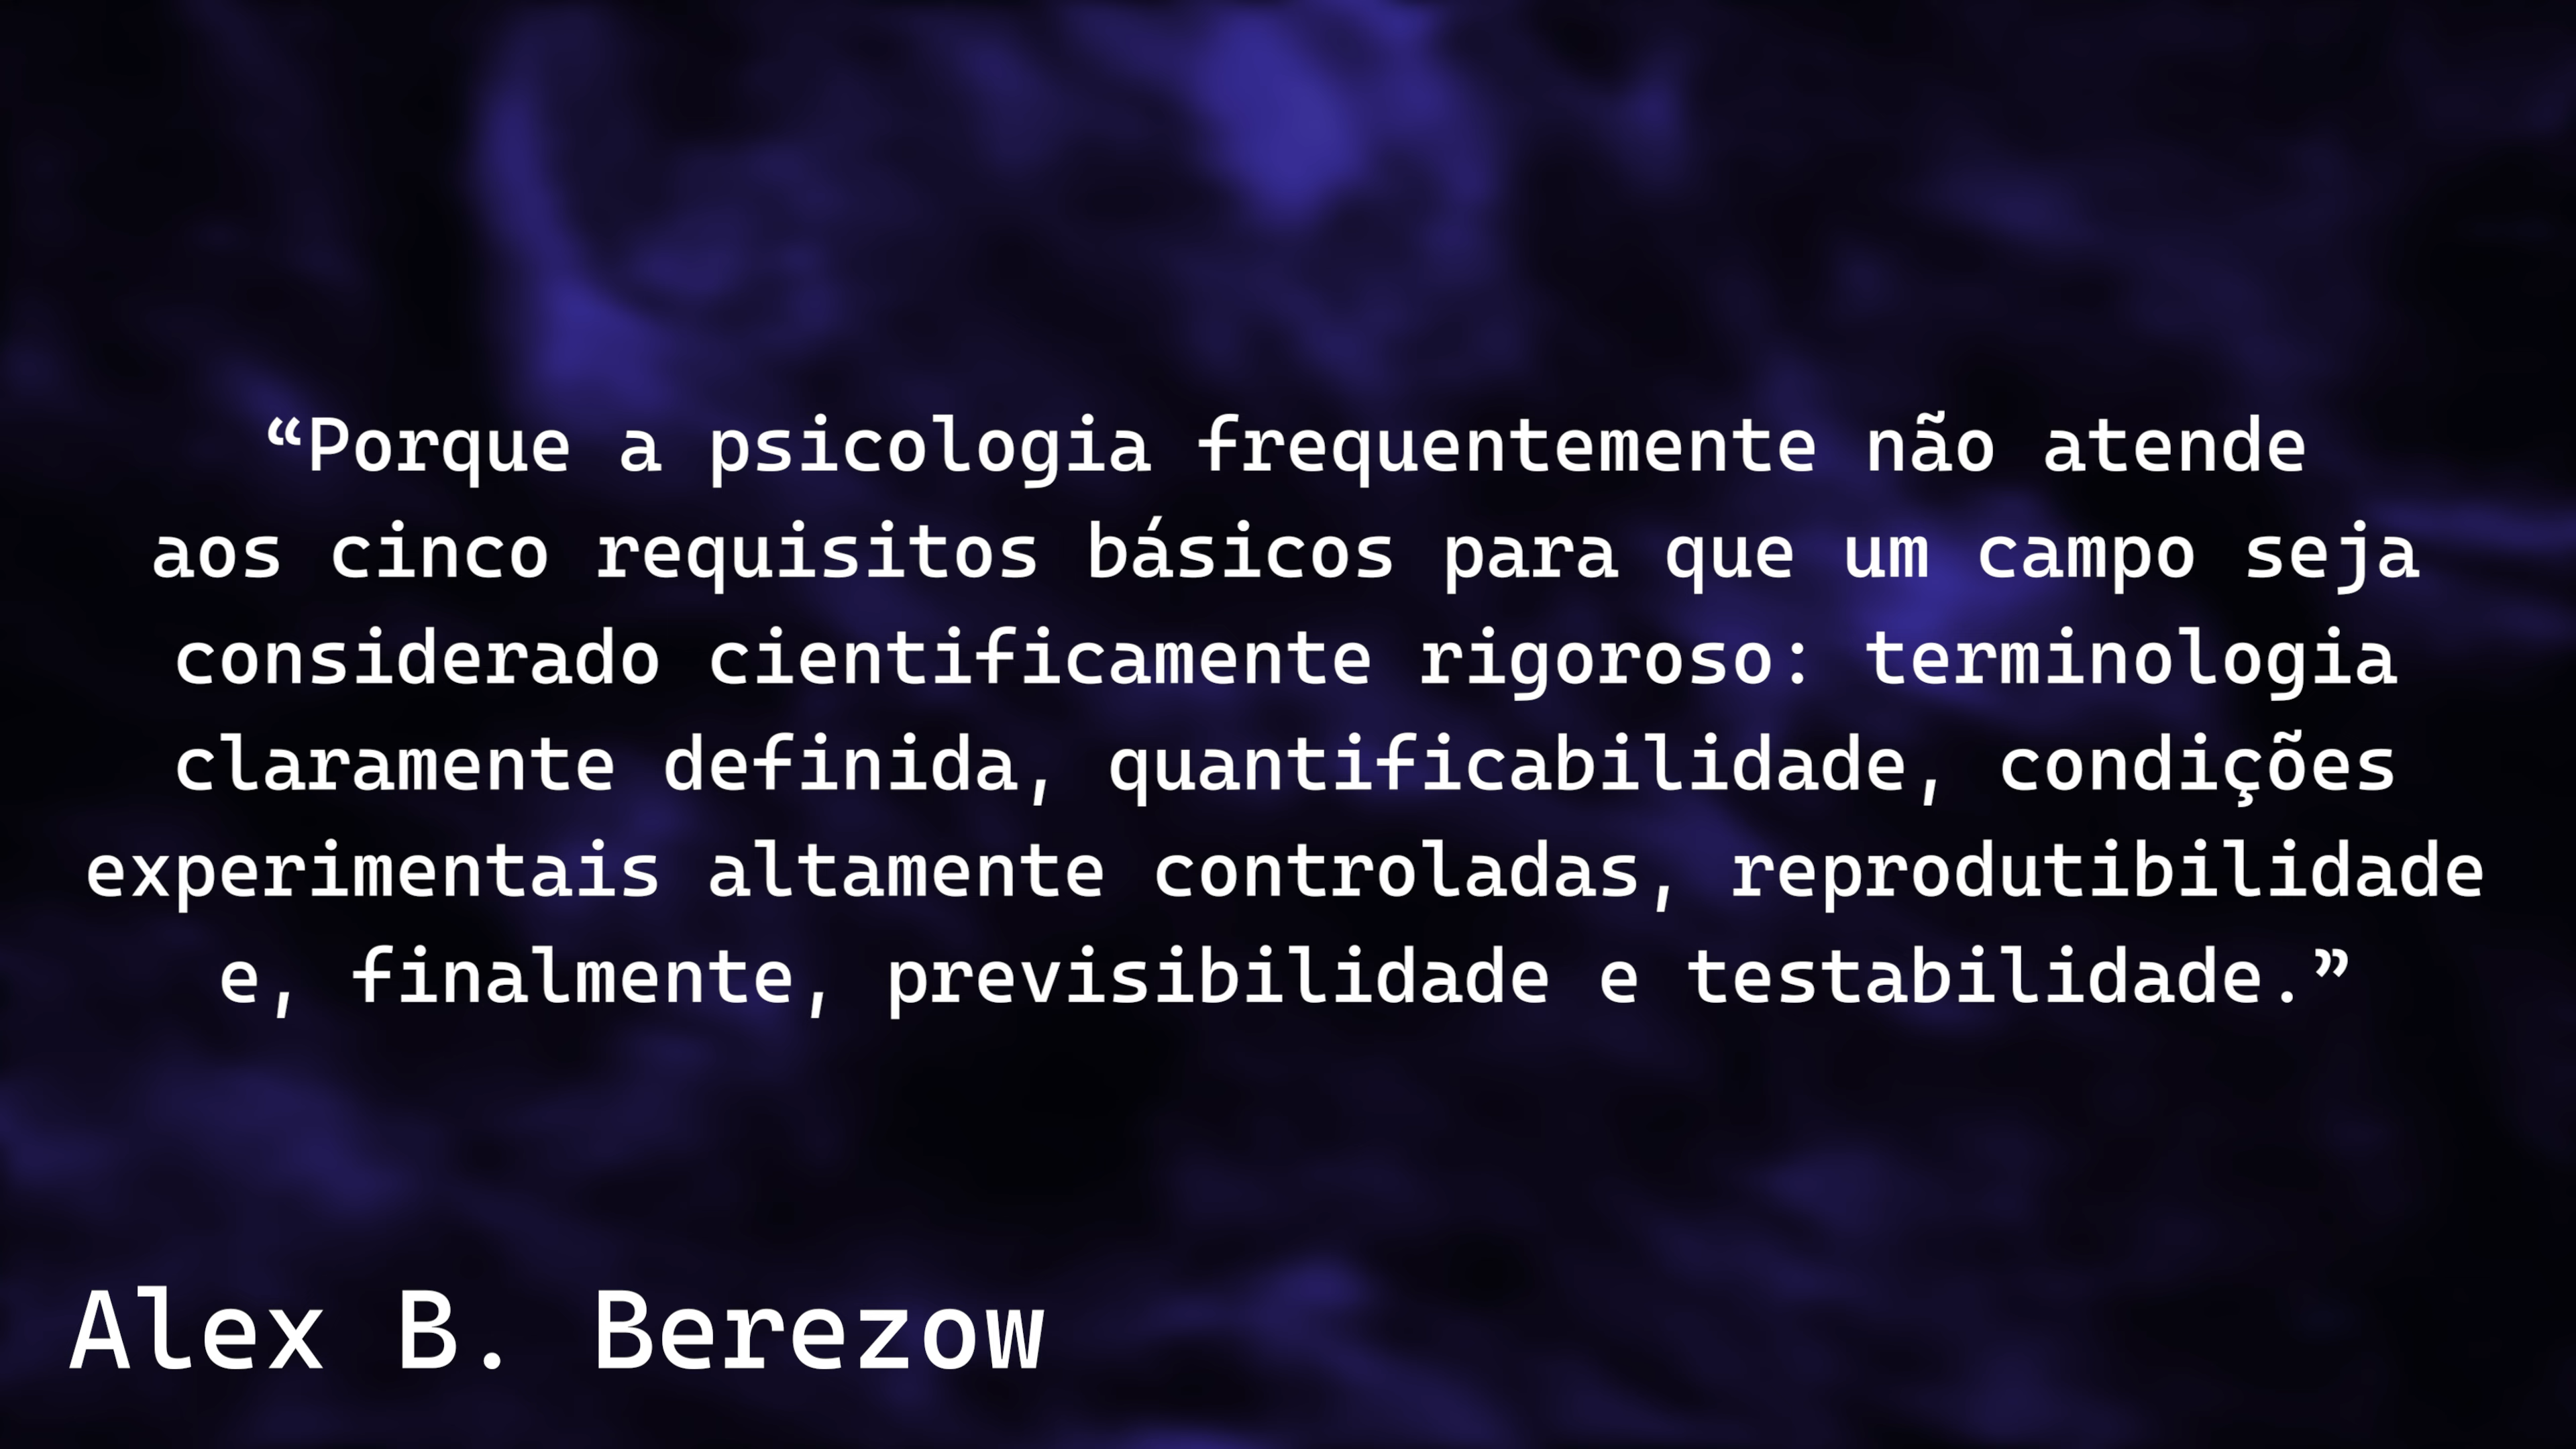 “Porque a psicologia frequentemente não atende
aos cinco requisitos básicos para que um campo seja
considerado cientificamente rigoroso: terminologia
claramente definida, quantificabilidade, condições
experimentais altamente controladas, reprodutibilidade
e, finalmente, previsibilidade e testabilidade.”
Alex B. Berezow